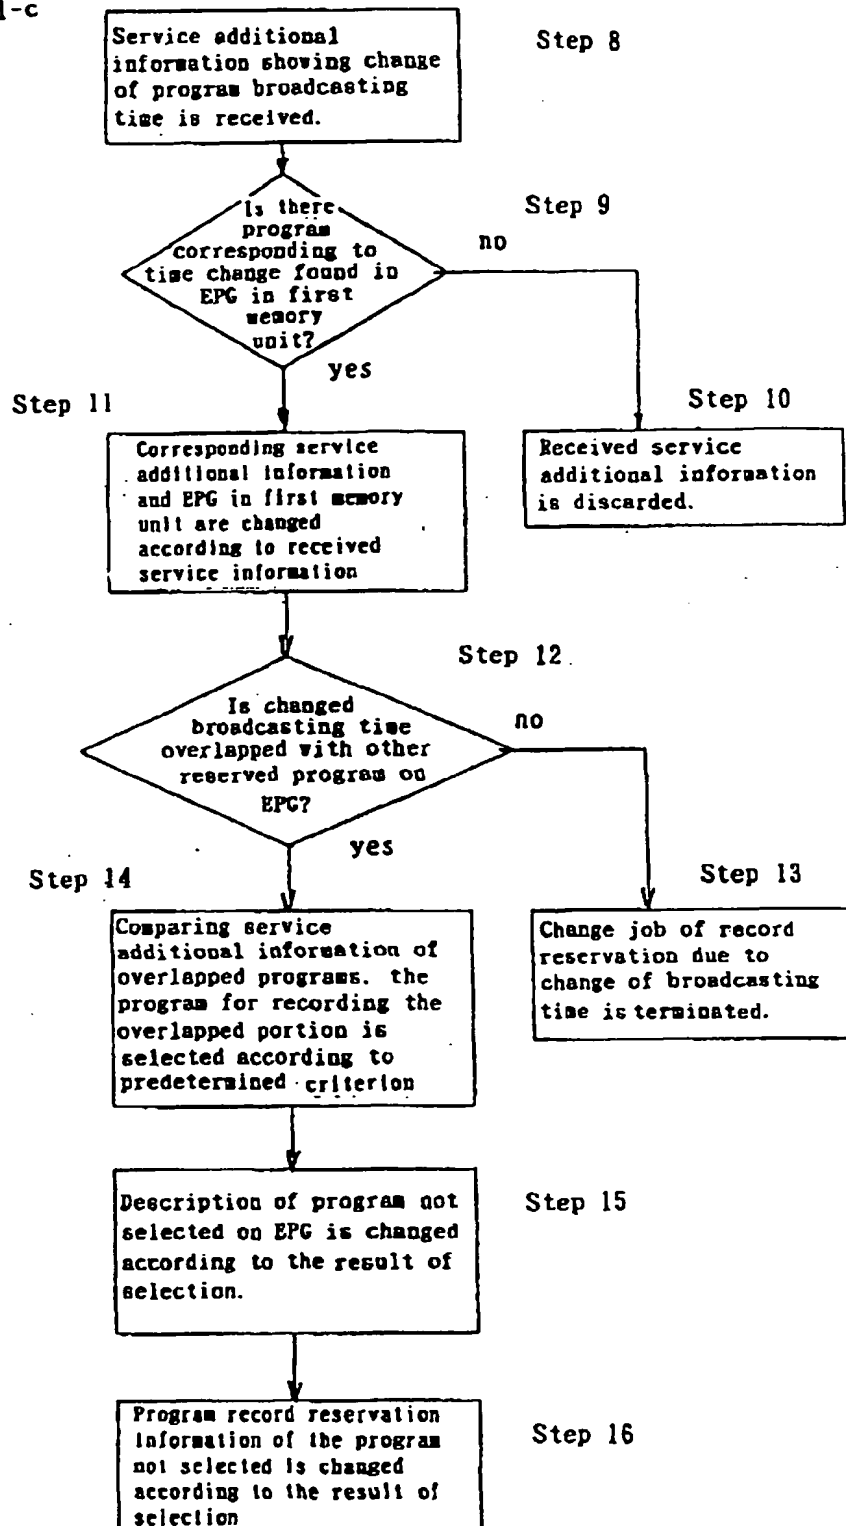 1-c
Service additional
information showing change
of program broadcasting
time is received.
Step 8
Is there
program
corresponding to
time change found in
EPG in first
memory
unit?
Step 9
no
yes
Step 11
Step 10
Corresponding service
additional information
and EPG in first memory
unit are changed
according to received
service information
Received service
additional information
is discarded.
Step 12
Is changed
broadcasting time
overlapped with other
reserved program on
EPG?
no
yes
Step 14
Step 13
Comparing service
additional information of
overlapped programs. the
program for recording the
overlapped portion is
selected according to
predetermined criterion
Change job of record
reservation due to
change of broadcasting
time is terminated.
Description of program not
selected on EPG is changed
according to the result of
selection.
Step 15
Program record reservation
information of the program
not selected is changed
according to the result of
selection
Step 16